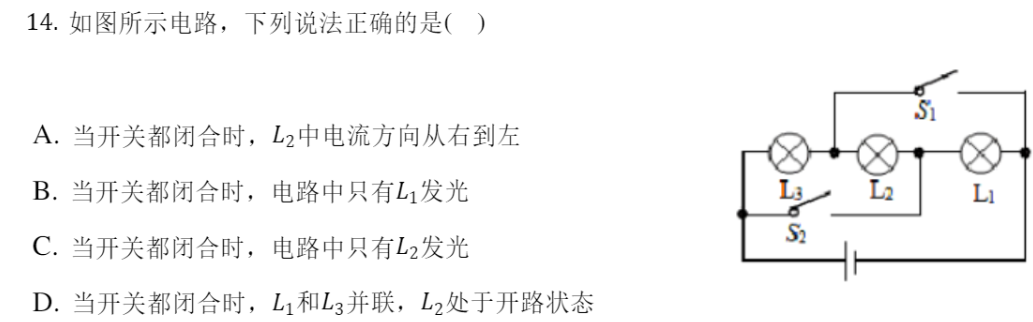 14. 如图所示电路，下列说法正确的是(   )
A. 当开关都闭合时，L₂中电流方向从右到左
B. 当开关都闭合时，电路中只有L₁发光
C. 当开关都闭合时，电路中只有L₂发光
D. 当开关都闭合时，L₁和L₃并联，L₂处于开路状态
S₁
L₃ L₂ L₁
S₂